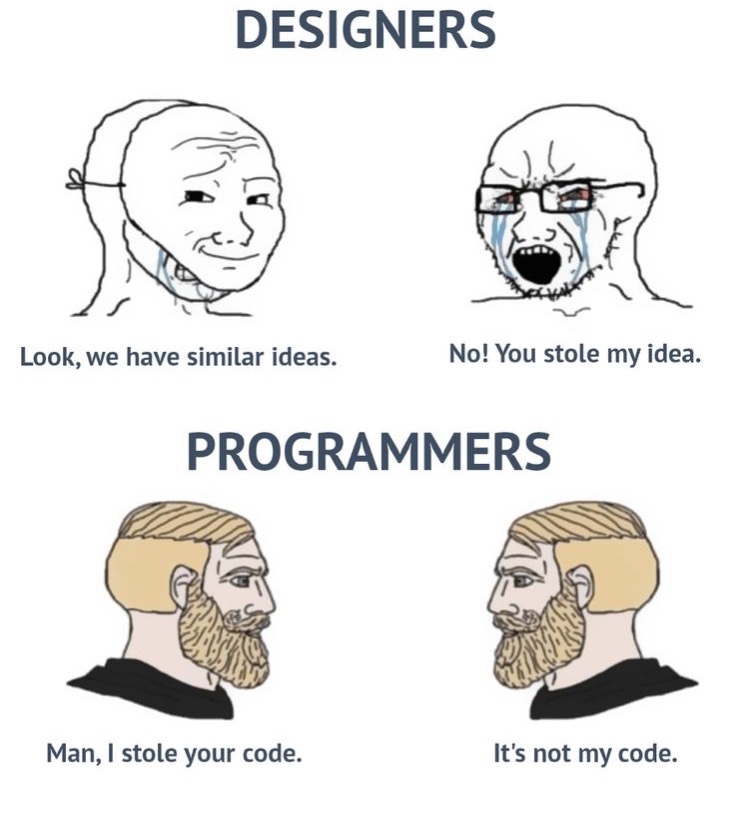 DESIGNERS
Look, we have similar ideas.
No! You stole my idea.
PROGRAMMERS
Man, I stole your code.
It's not my code.